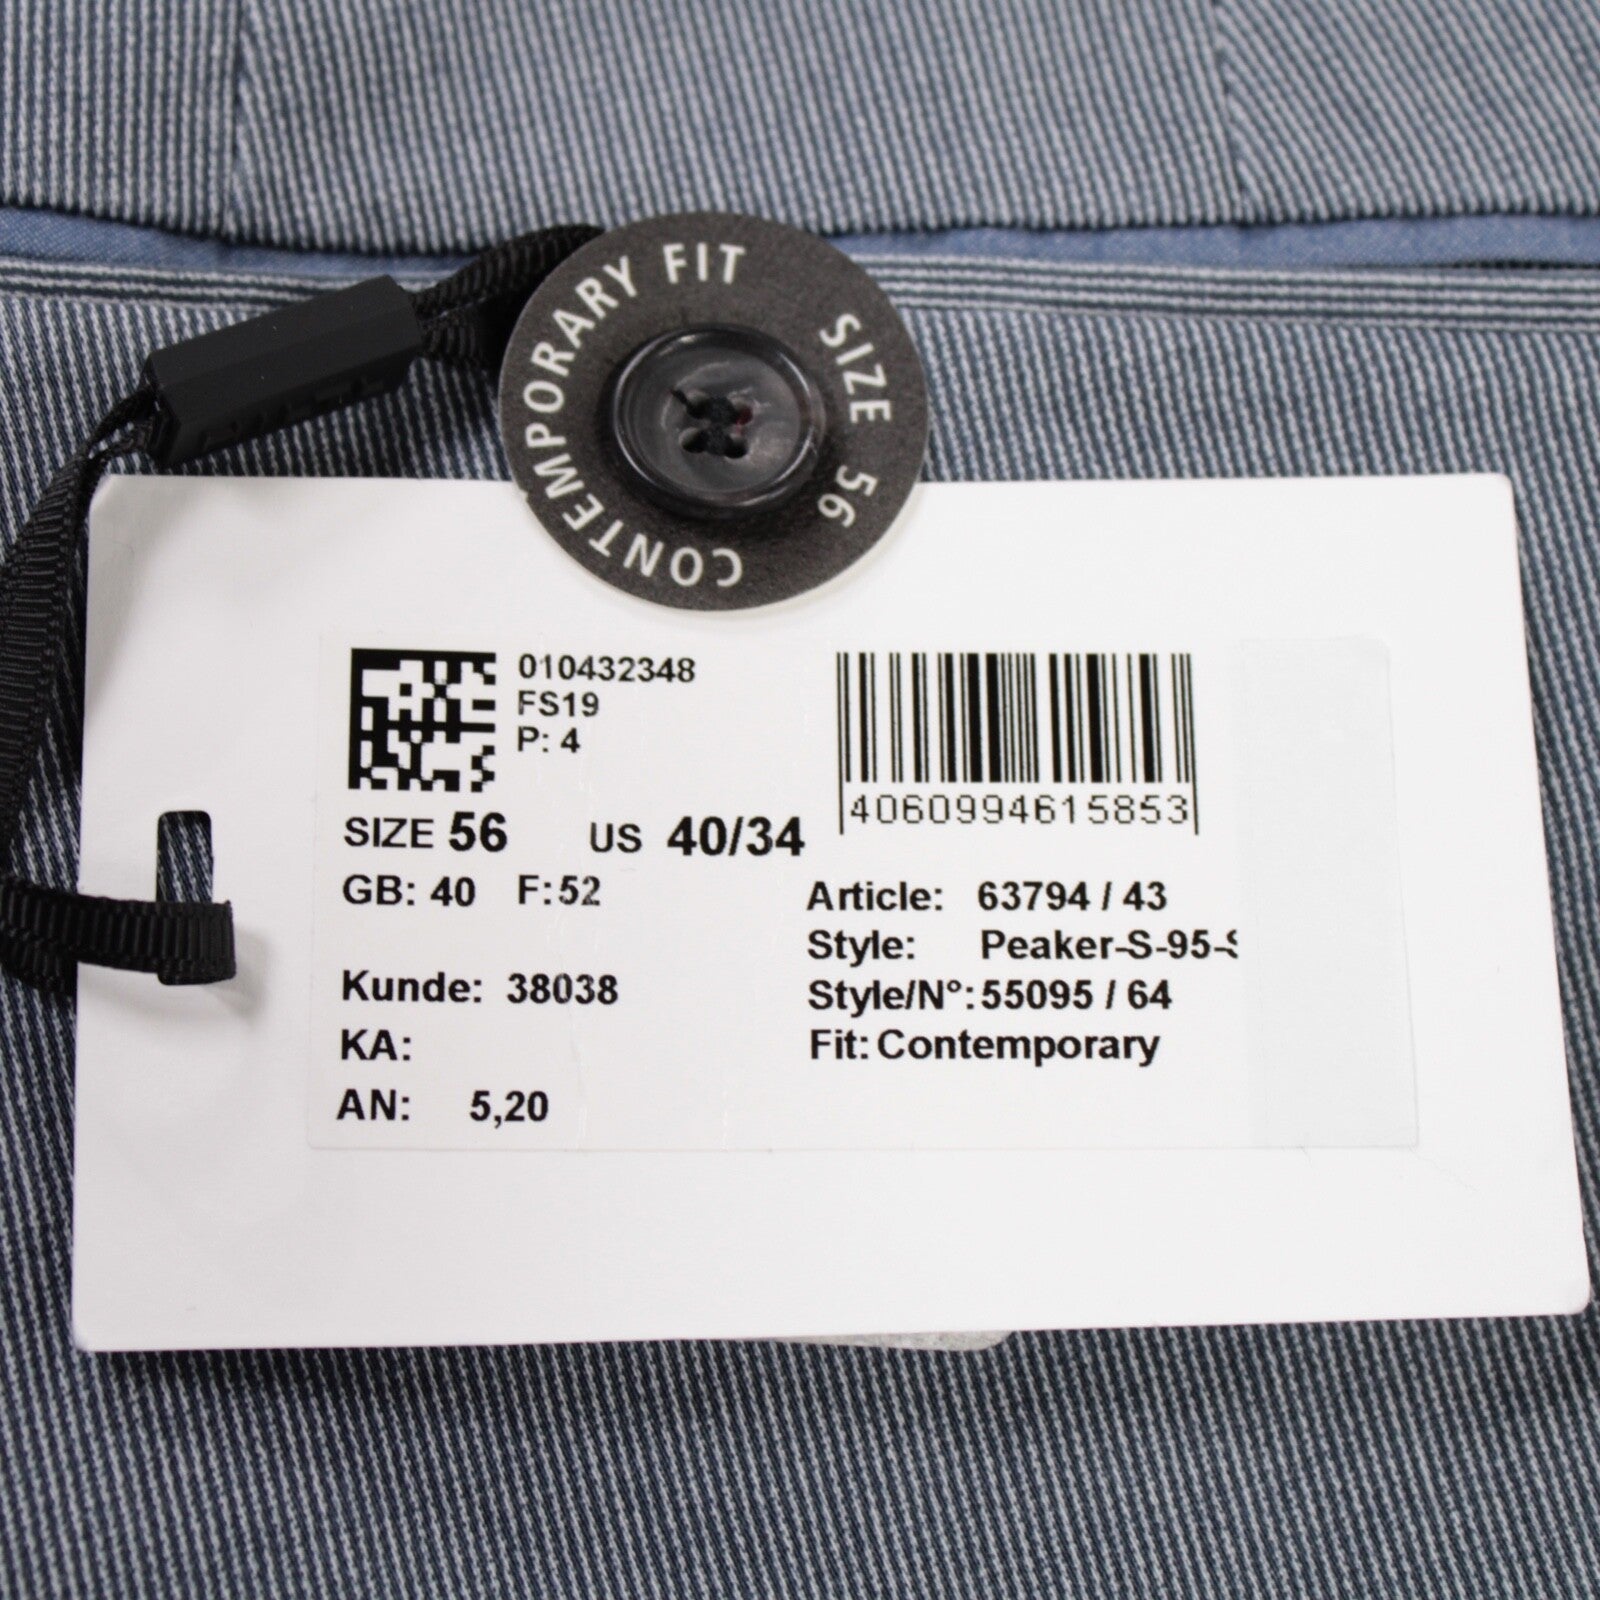 CONTEMPORARY FIT SIZE 56
010432348
FS19
P: 4
4060994615853
SIZE 56 US 40/34
GB: 40 F:52
Article: 63794 / 43
Style: Peaker-S-95-
Kunde: 38038
Style/N°: 55095 / 64
KA:
Fit: Contemporary
AN: 5,20